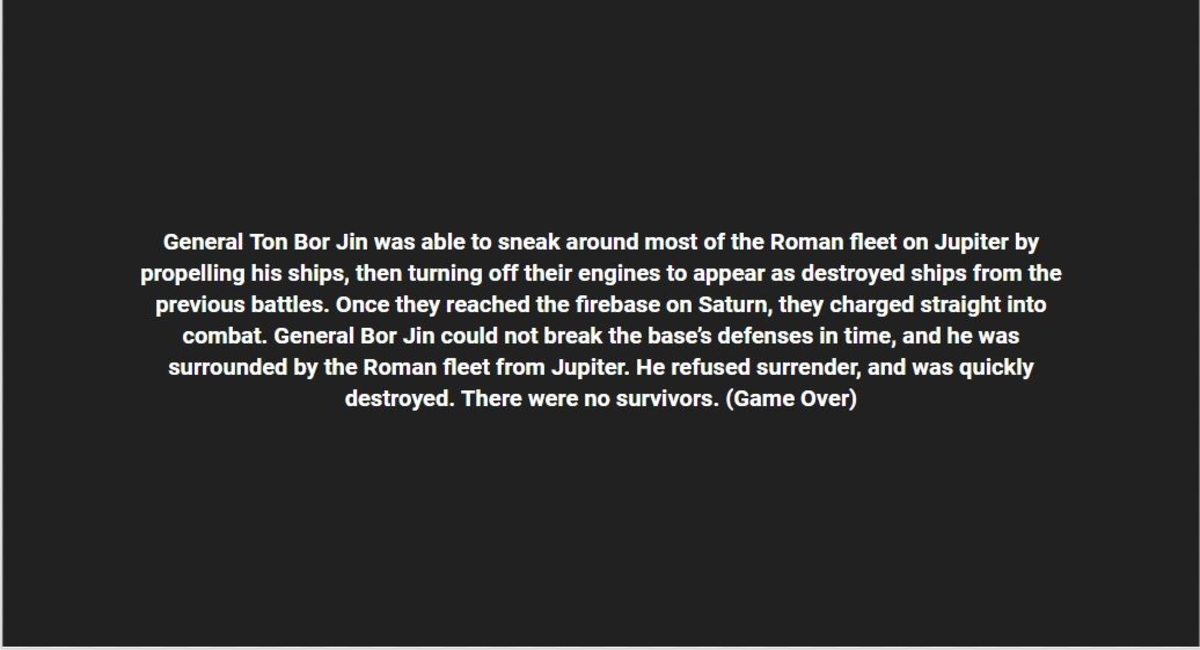 General Ton Bor Jin was able to sneak around most of the Roman fleet on Jupiter by
propelling his ships, then turning off their engines to appear as destroyed ships from the
previous battles. Once they reached the firebase on Saturn, they charged straight into
combat. General Bor Jin could not break the base’s defenses in time, and he was
surrounded by the Roman fleet from Jupiter. He refused surrender, and was quickly
destroyed. There were no survivors. (Game Over)